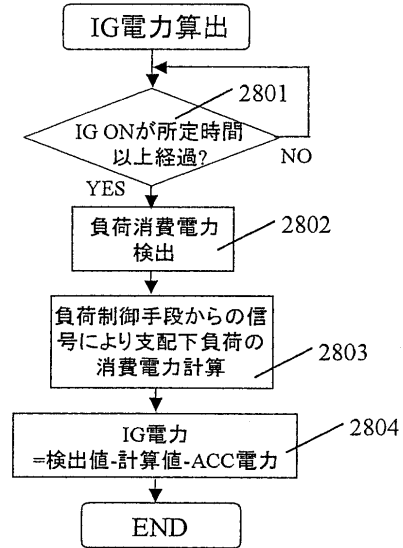 IG電力算出
2801
IG ONが所定時間
以上経過?
NO
YES
負荷消費電力
検出
2802
負荷制御手段からの信
号により支配下負荷の
消費電力計算
2803
IG電力
=検出値-計算値-ACC電力
2804
END